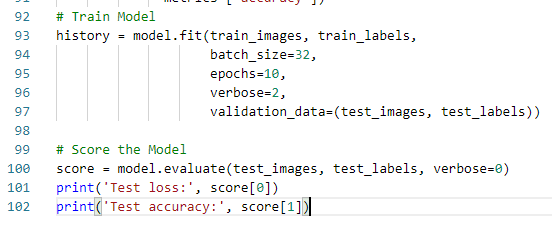 92 # Train Model
93 history = model.fit(train_images, train_labels,
94 batch_size=32,
95 epochs=10,
96 verbose=2,
97 validation_data=(test_images, test_labels))
98
99 # Score the Model
100 score = model.evaluate(test_images, test_labels, verbose=0)
101 print('Test loss:', score[0])
102 print('Test accuracy:', score[1])